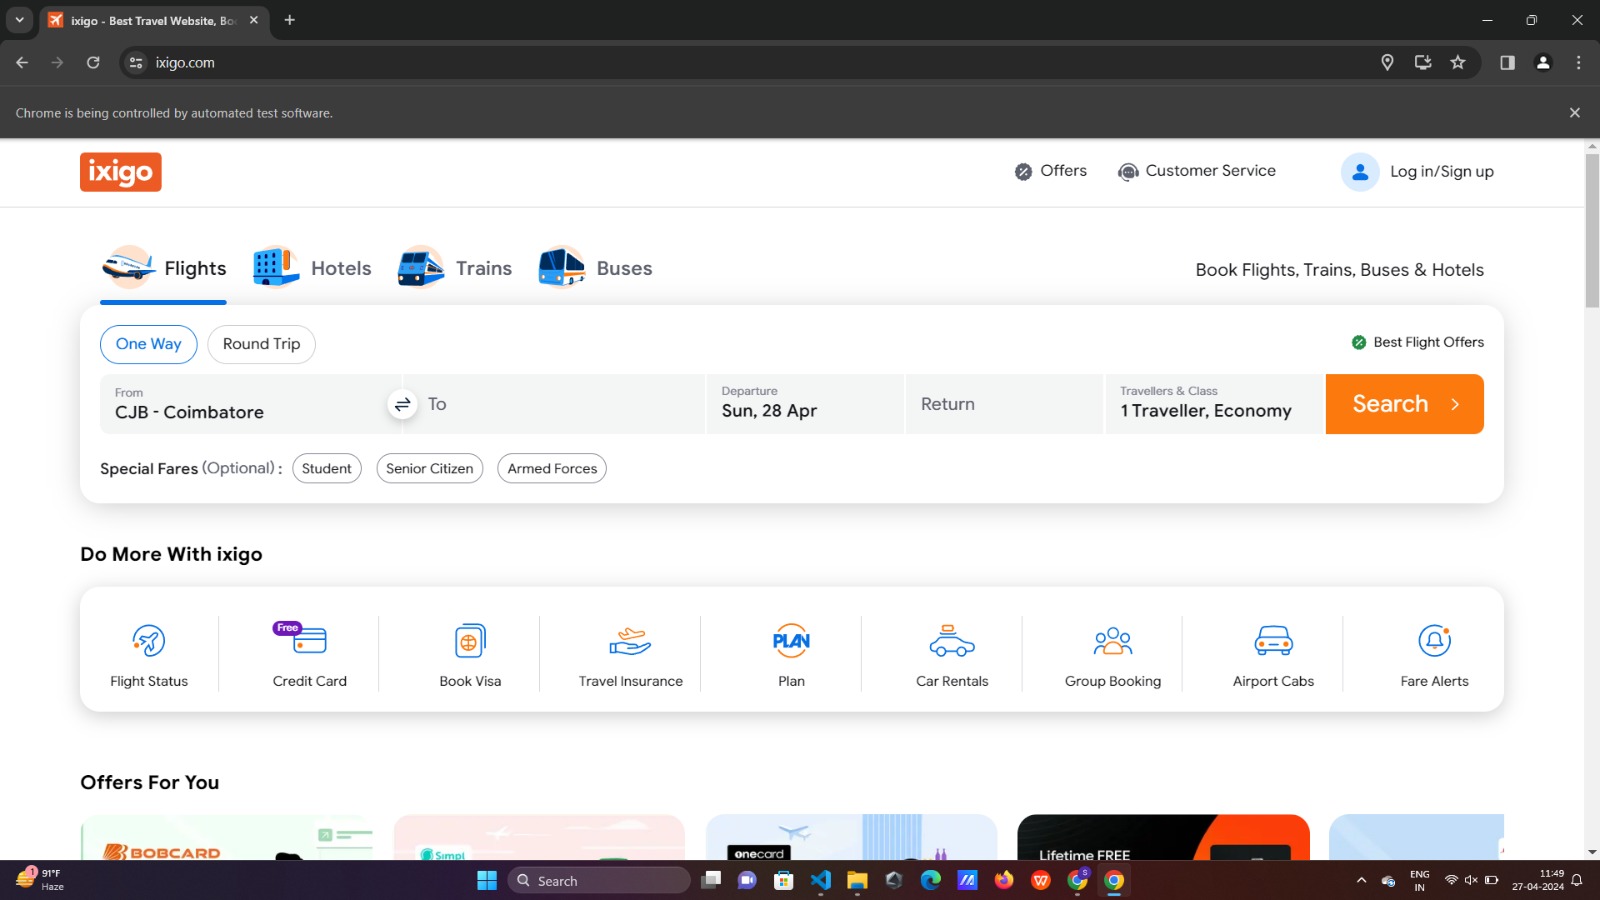 ixigo - Best Travel Website, Bo
ixigo.com
Chrome is being controlled by automated test software.
ixigo
Offers
Customer Service
Log in/Sign up
Flights
Hotels
Trains
Buses
Book Flights, Trains, Buses & Hotels
One Way
Round Trip
Best Flight Offers
From
CJB - Coimbatore
To
Departure
Sun, 28 Apr
Return
Travellers & Class
1 Traveller, Economy
Search
Special Fares (Optional) :
Student
Senior Citizen
Armed Forces
Do More With ixigo
Flight Status
Free
Credit Card
Book Visa
Travel Insurance
PLAN
Plan
Car Rentals
Group Booking
Airport Cabs
Fare Alerts
Offers For You
BOBCARD
Simpl
onecard
Lifetime FREE
1
91°F
Haze
Search
S
ENG
IN
11:49
27-04-2024